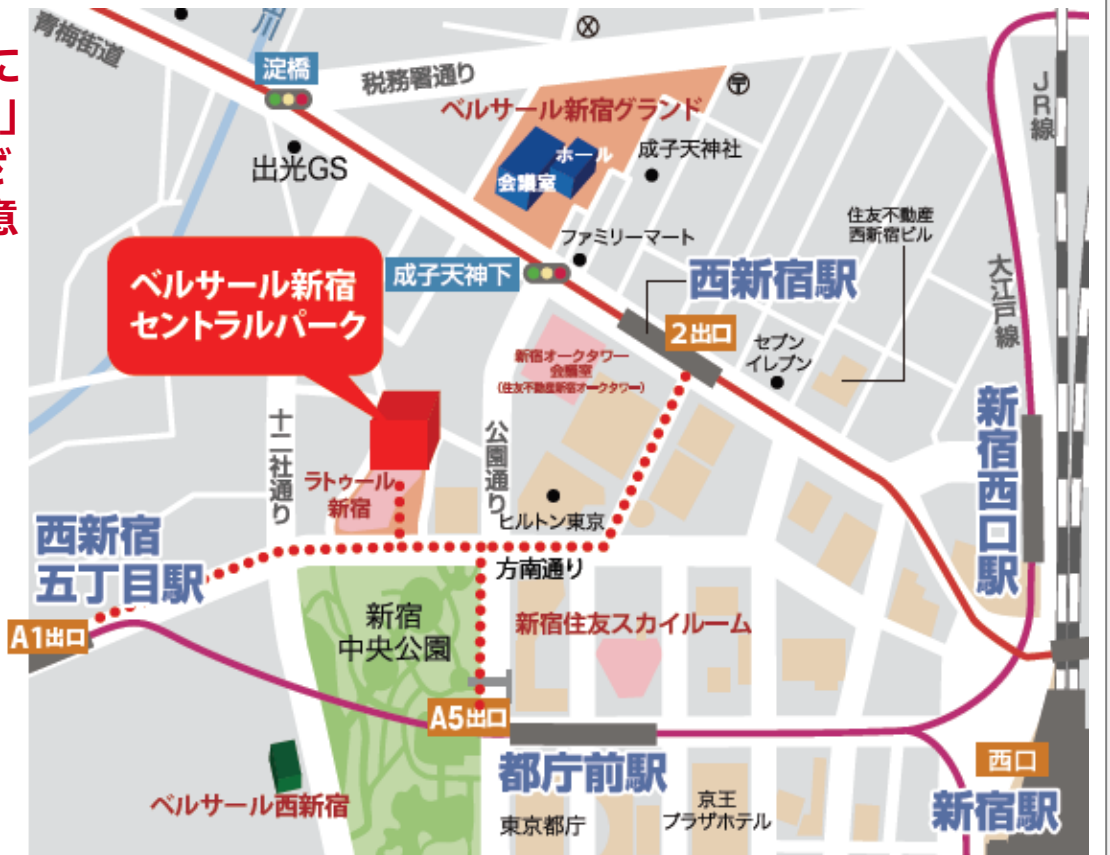 に
」
ど
意
青梅街道
川
淀橋
税務署通り
ベルサール新宿グランド
ホール
会議室
成子天神社
出光GS
JR線
ファミリーマート
住友不動産
西新宿ビル
ベルサール新宿
セントラルパーク
成子天神下
西新宿駅
2出口
セブン
イレブン
大江戸線
新宿オークタワー
会議室
(住友不動産新宿オークタワー)
新宿西口駅
十二社通り
公園通り
ラトゥール
新宿
ヒルトン東京
西新宿
五丁目駅
方南通り
A1出口
新宿
中央公園
新宿住友スカイルーム
A5出口
都庁前駅
西口
新宿駅
ベルサール西新宿
東京都庁
京王
プラザホテル